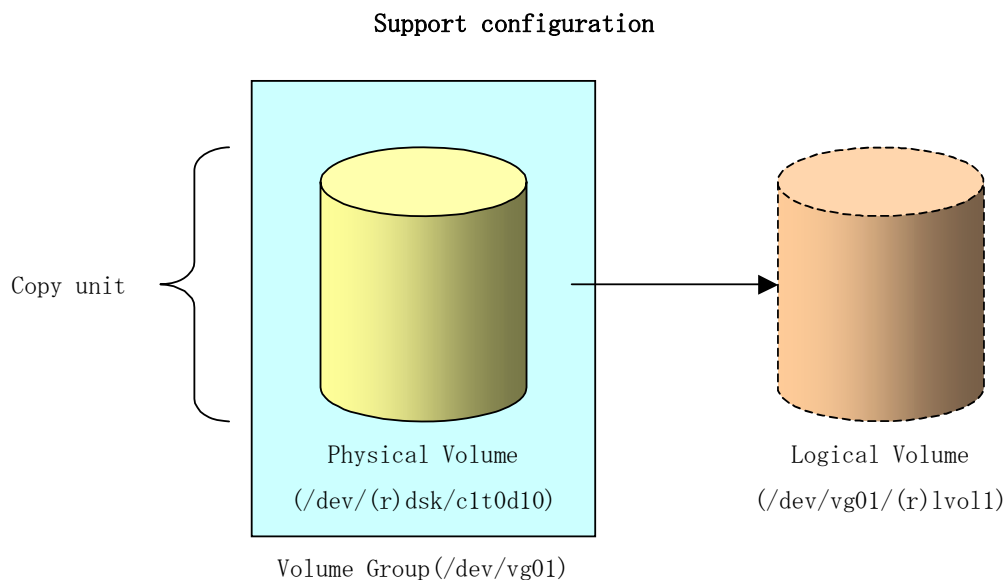 Support configuration
Copy unit
Physical Volume
(/dev/(r)dsk/c1t0d10)
Logical Volume
(/dev/vg01/(r)lvol1)
Volume Group(/dev/vg01)